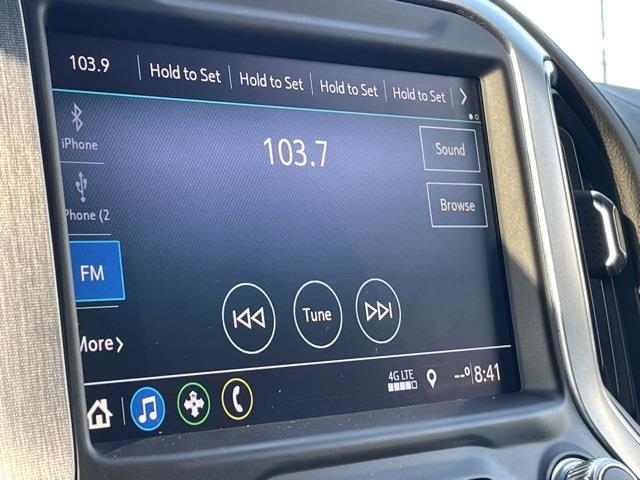 103.9 Hold to Set Hold to Set Hold to Set Hold to Set >
iPhone
103.7
Sound
Phone (2
Browse
FM
Tune
More >
4G LTE
--° 8:41